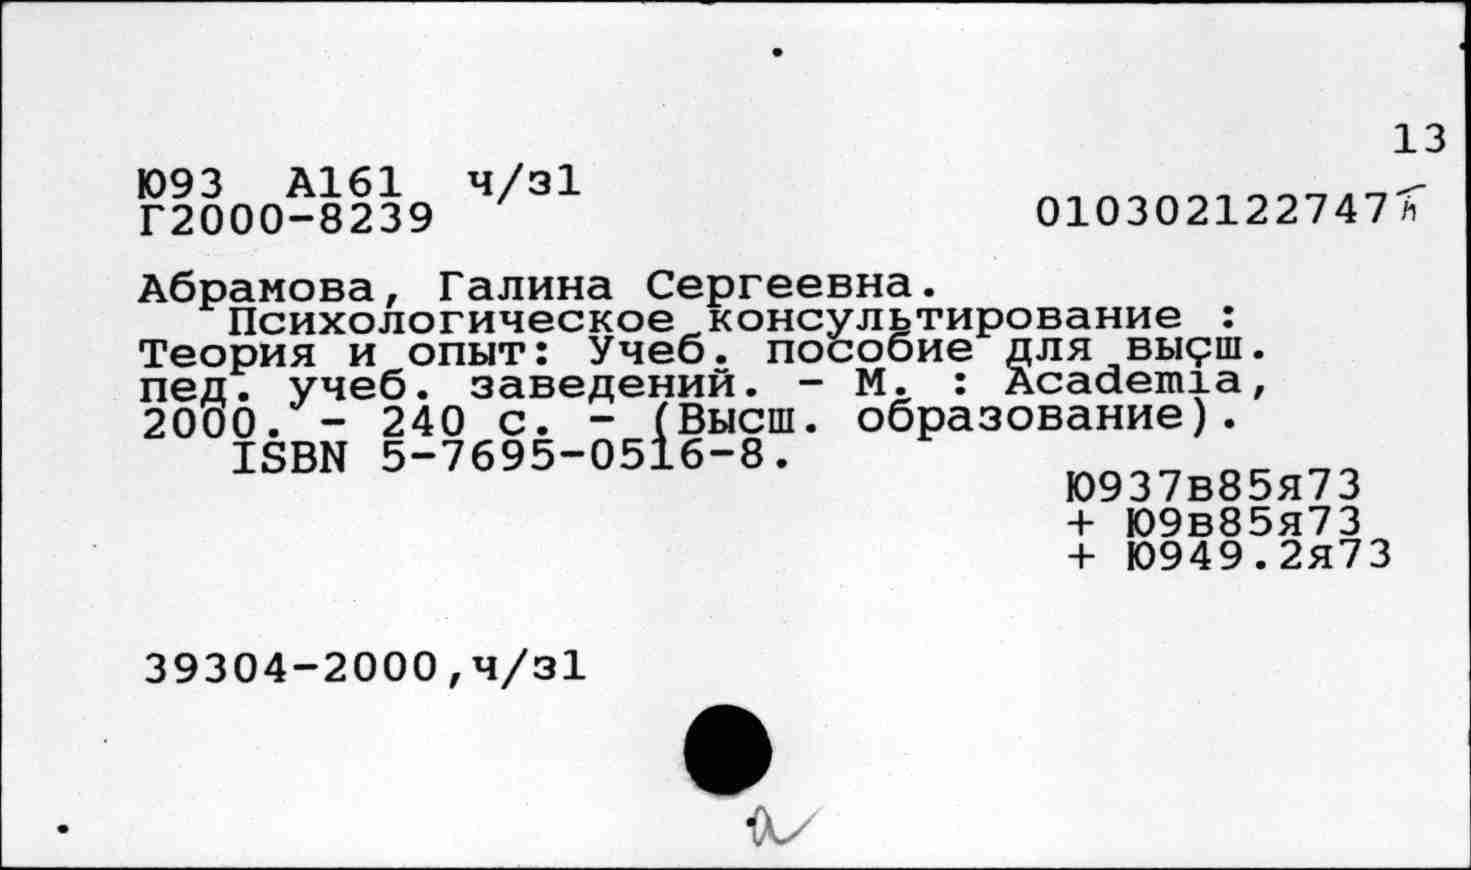 13
Ю93 А161 ч/з1
Г2000-8239
010302122747
Абрамова, Галина Сергеевна.
Психологическое консультирование :
Теория и опыт: Учеб. пособие для высш.
пед. учеб. заведений. - М. : Academia,
2000. - 240 с. - (Высш. образование).
ISBN 5-7695-0516-8.
Ю937в85я73
+ Ю9в85я73
+ Ю949.2я73
39304-2000,ч/з1